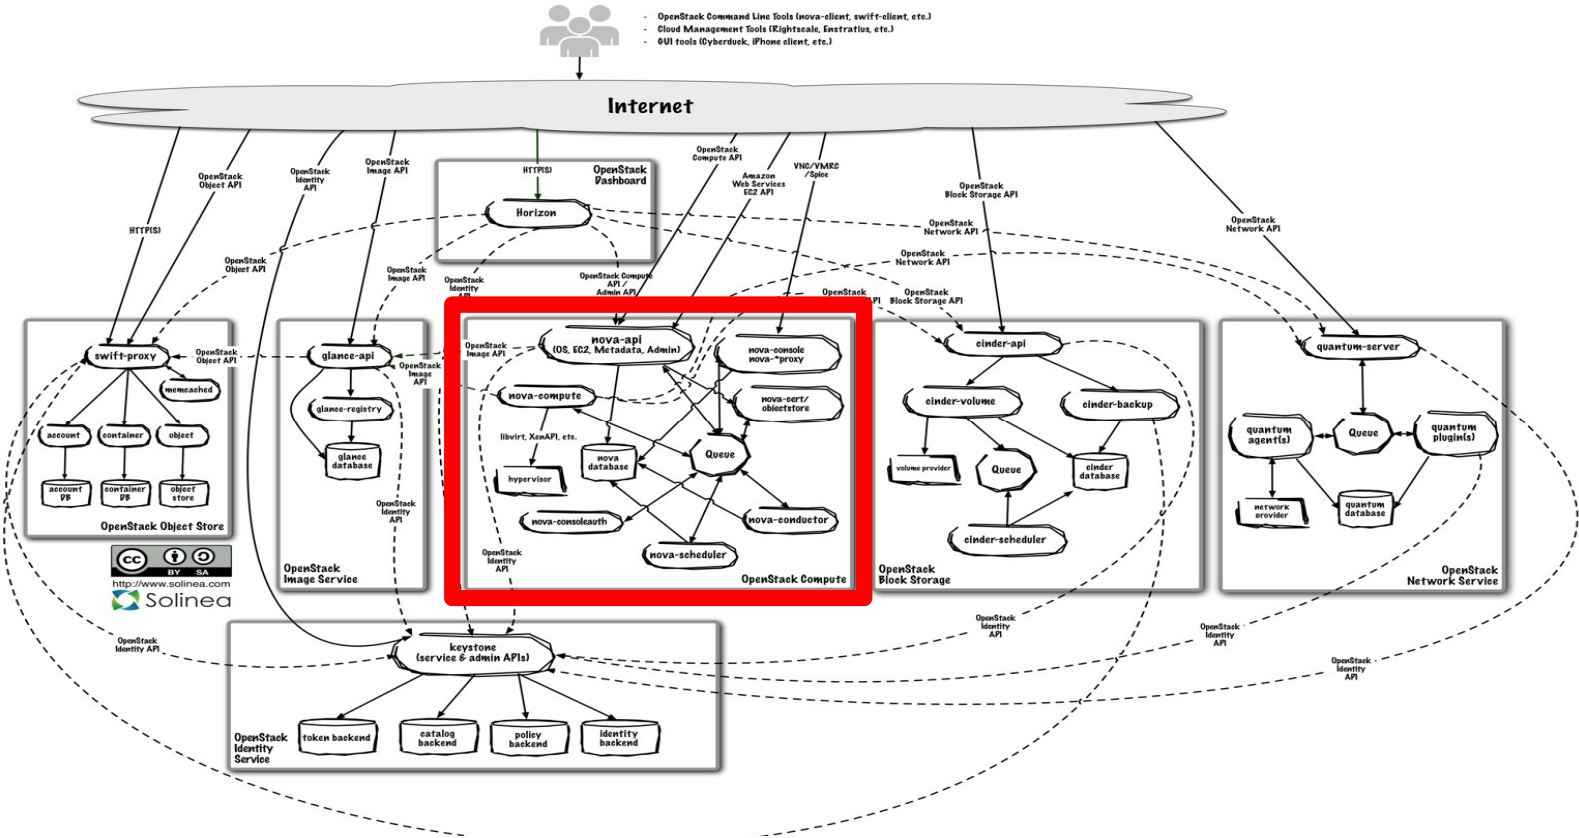 - OpenStack Command Line Tools (nova-client, swift-client, etc.)
- Cloud Management Tools (Rightscale, Enstratius, etc.)
- GUI tools (Cyberduck, iPhone client, etc.)
Internet
HTTP(S)
OpenStack
Object API
OpenStack
Identity
API
OpenStack
Image API
HTTP(S)
OpenStack
Dashboard
Horizon
OpenStack
Compute API
Amazon
Web Services
EC2 API
VNC/VMRC
/Spice
OpenStack
Block Storage API
OpenStack
Network API
OpenStack
Network API
OpenStack
Network API
OpenStack
Object API
OpenStack
Image API
OpenStack
Identity
API
OpenStack Compute
API
Admin API
OpenStack
API
OpenStack
Block Storage API
swift-proxy
OpenStack
Object API
memcached
account
container
object
account
DB
container
DB
object
store
OpenStack Object Store
glance-api
OpenStack
Image API
OpenStack
Image
API
glance-registry
glance
database
OpenStack
Identity
API
OpenStack
Image Service
nova-api
(OS, EC2, Metadata, Admin)
nova-console
nova-*proxy
nova-compute
nova-cert/
objectstore
libvirt, XenAPI, etc.
hypervisor
nova
database
Queue
nova-consoleauth
nova-conductor
nova-scheduler
OpenStack
Identity
API
OpenStack Compute
cinder-api
cinder-volume
cinder-backup
volume provider
Queue
cinder
database
cinder-scheduler
OpenStack
Block Storage
quantum-server
quantum
agent(s)
Queue
quantum
plugin(s)
network
provider
quantum
database
OpenStack
Network Service
cc
BY SA
http://www.solinea.com
Solinea
OpenStack
Identity API
keystone
(service & admin APIs)
OpenStack
Identity
API
OpenStack
Identity
API
OpenStack
Identity
API
token backend
catalog
backend
policy
backend
identity
backend
OpenStack
Identity
Service